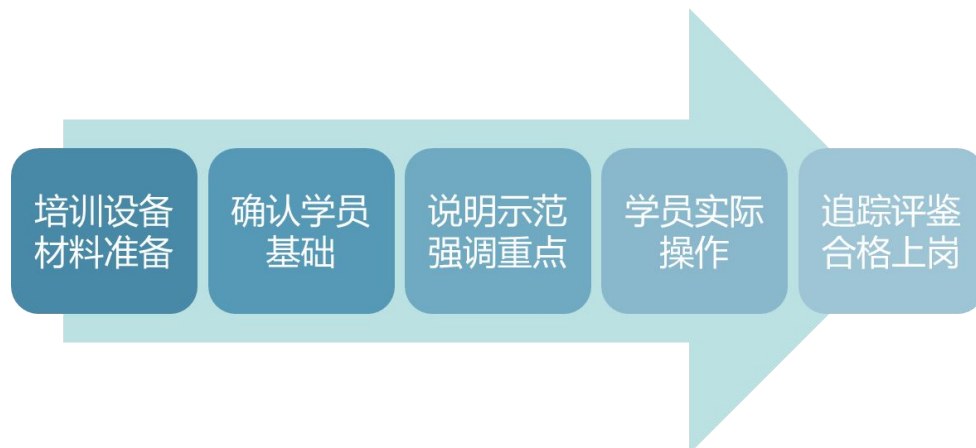 培训设备
材料准备
确认学员
基础
说明示范
强调重点
学员实际
操作
追踪评鉴
合格上岗